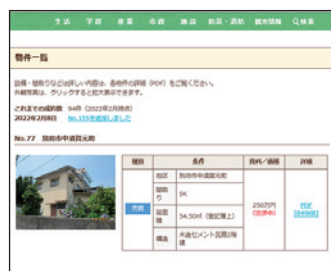 生活 学習 産業 市政 施設 防災・消防 観光情報 検索
物件一覧
設備・間取りなどは詳しい内容は、各物件の詳細（PDF）をご覧ください。
外観写真は、クリックすると拡大表示できます。
これまでの成約数 94件（2022年2月時点）
2022年2月8日 No.155を追加しました
No.77 別府市中須賀元町
種別 条件 賃料／価格 詳細
売買 地区 別府市中須賀元町 250万円 PDF
(交渉中)
間取り 5K
延面積 54.50㎡（登記簿上）
構造 木造セメント瓦葺2階建